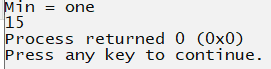 Min = one
15
Process returned 0 (0x0)
Press any key to continue.